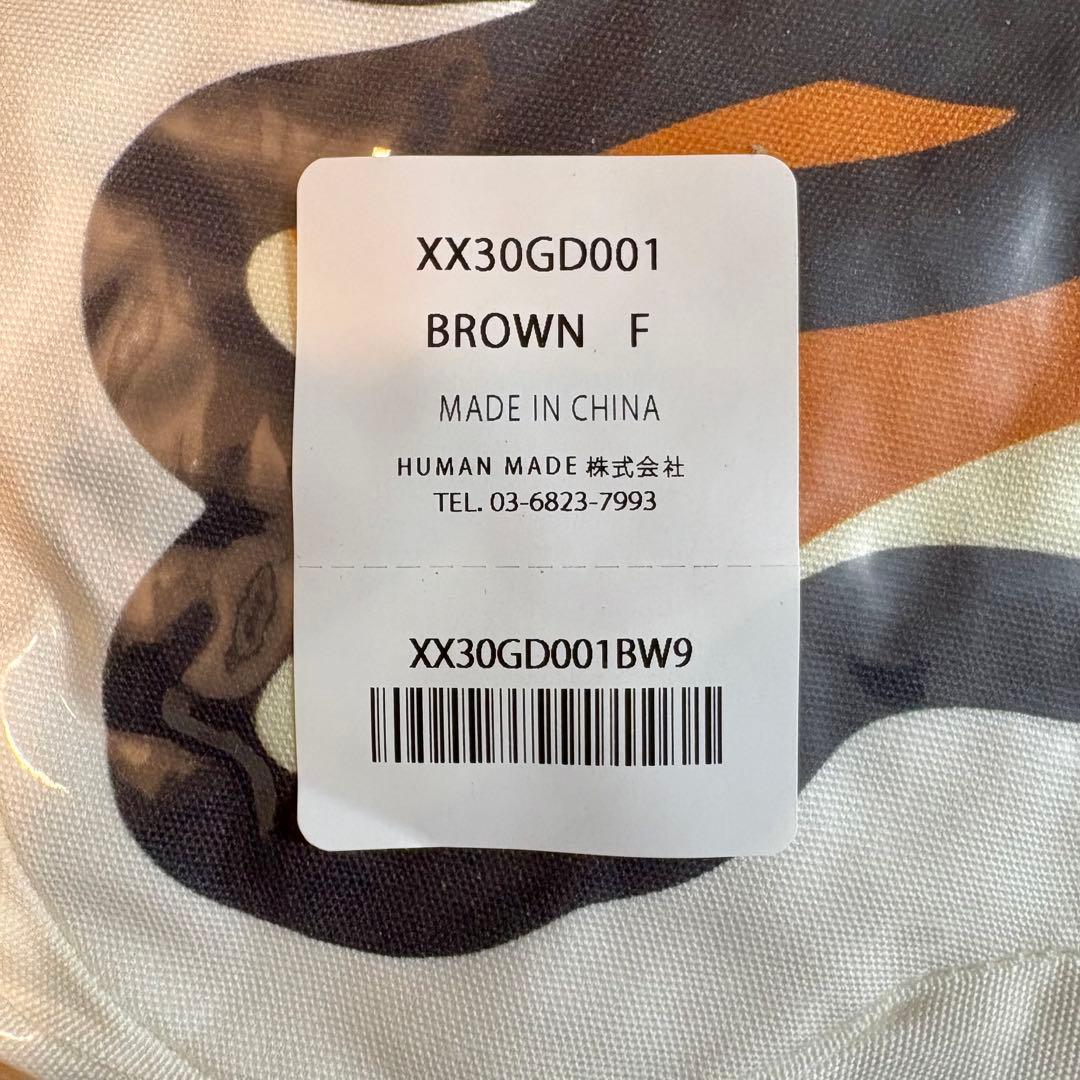 XX30GD001
BROWN F
MADE IN CHINA
HUMAN MADE 株式会社
TEL. 03-6823-7993
XX30GD001BW9